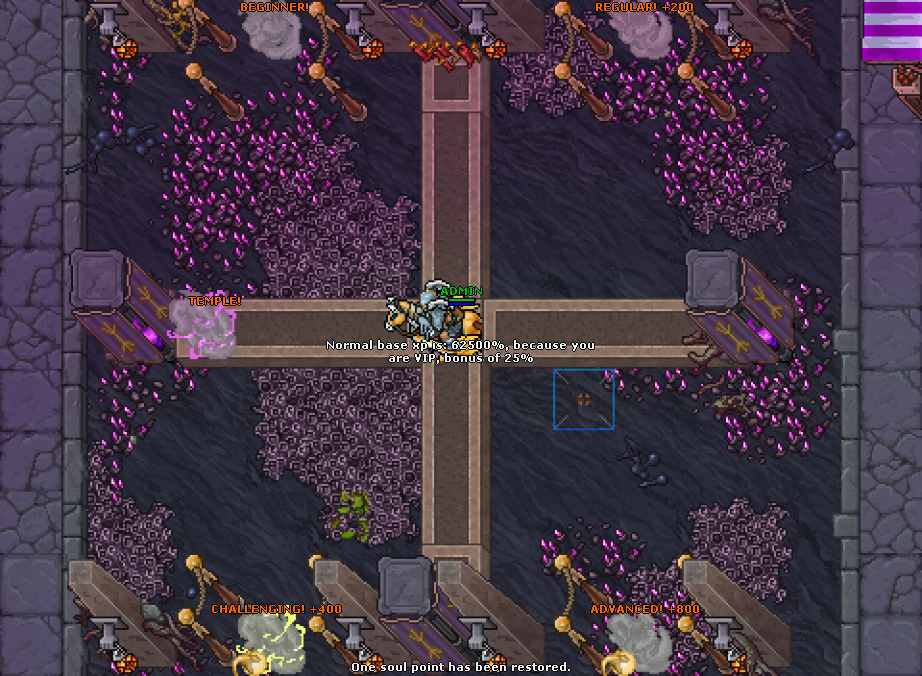 BEGINNER!
REGULAR! +200
ADMIN
TEMPLE!
Normal base xp is: 62500%, because you
are VIP, bonus of 25%
CHALLENGING! +400
ADVANCED! +800
One soul point has been restored.